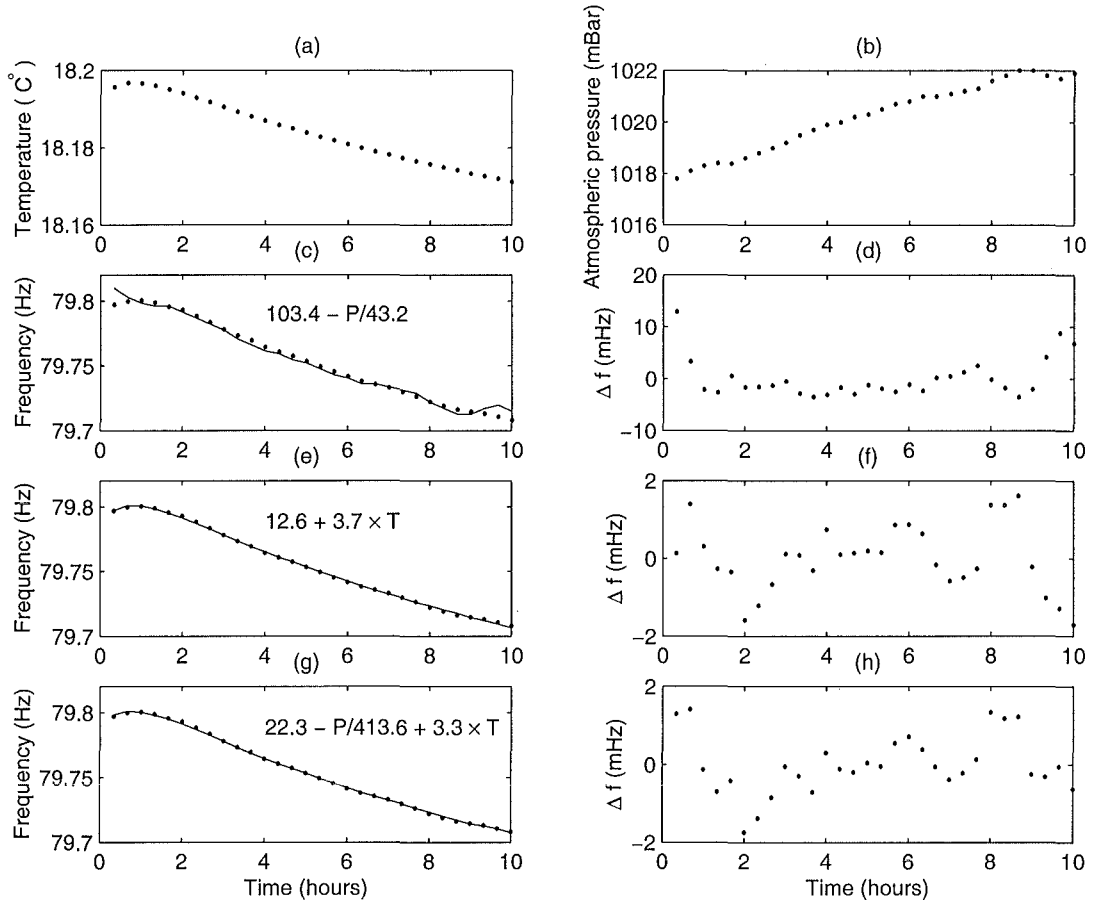 (a)
Temperature ( C°)
18.2
18.18
18.16
0 2 4 6 8 10
(b)
Atmospheric pressure (mBar)
1022
1020
1018
1016
0 2 4 6 8 10
(c)
Frequency (Hz)
79.8
79.75
79.7
103.4 − P/43.2
0 2 4 6 8 10
(d)
Δ f (mHz)
20
10
0
−10
0 2 4 6 8 10
(e)
Frequency (Hz)
79.8
79.75
79.7
12.6 + 3.7 × T
0 2 4 6 8 10
(f)
Δ f (mHz)
2
0
−2
0 2 4 6 8 10
(g)
Frequency (Hz)
79.8
79.75
79.7
22.3 − P/413.6 + 3.3 × T
0 2 4 6 8 10
Time (hours)
(h)
Δ f (mHz)
2
0
−2
0 2 4 6 8 10
Time (hours)